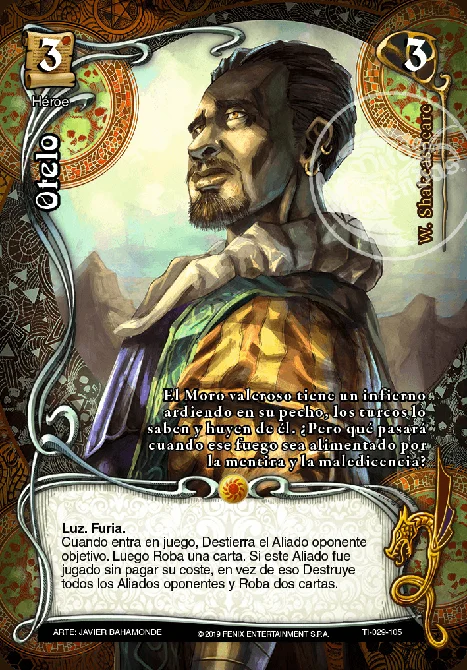 3
3
Héroe
Otelo
W. Shakespeare
El Moro valeroso tiene un infierno
ardiendo en su pecho, los turcos lo
saben y huyen de él. ¿Pero qué pasará
cuando ese fuego sea alimentado por
la mentira y la maledicencia?
Luz. Furia.
Cuando entra en juego, Destierra el Aliado oponente
objetivo. Luego Roba una carta. Si este Aliado fue
jugado sin pagar su coste, en vez de eso Destruye
todos los Aliados oponentes y Roba dos cartas.
ARTE: JAVIER BAHAMONDE
©2019 FENIX ENTERTAINMENT S.P.A.
TI-029-105